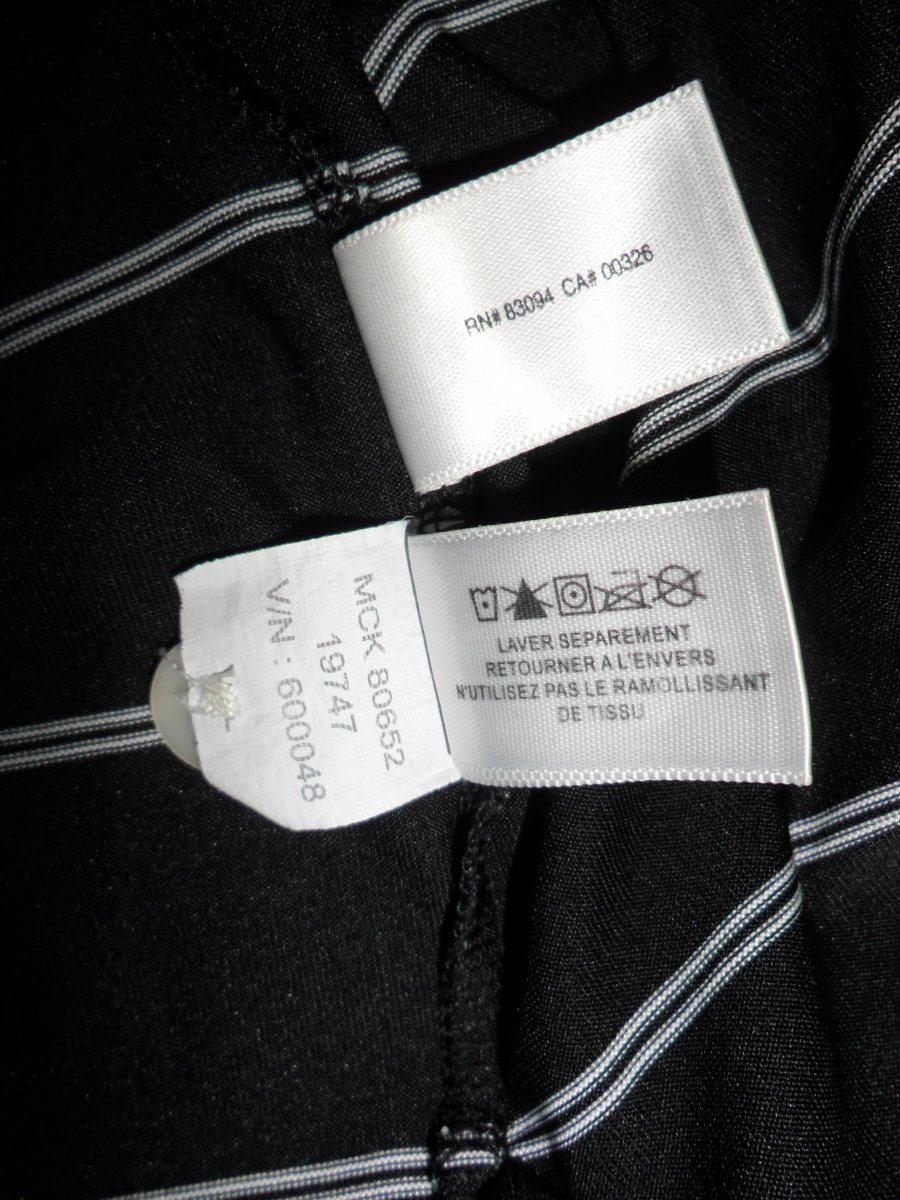 RN# 83094 CA# 00326
MCK 80652
19747
V/N : 600048
LAVER SEPAREMENT
RETOURNER A L'ENVERS
N'UTILISEZ PAS LE RAMOLLISSANT
DE TISSU